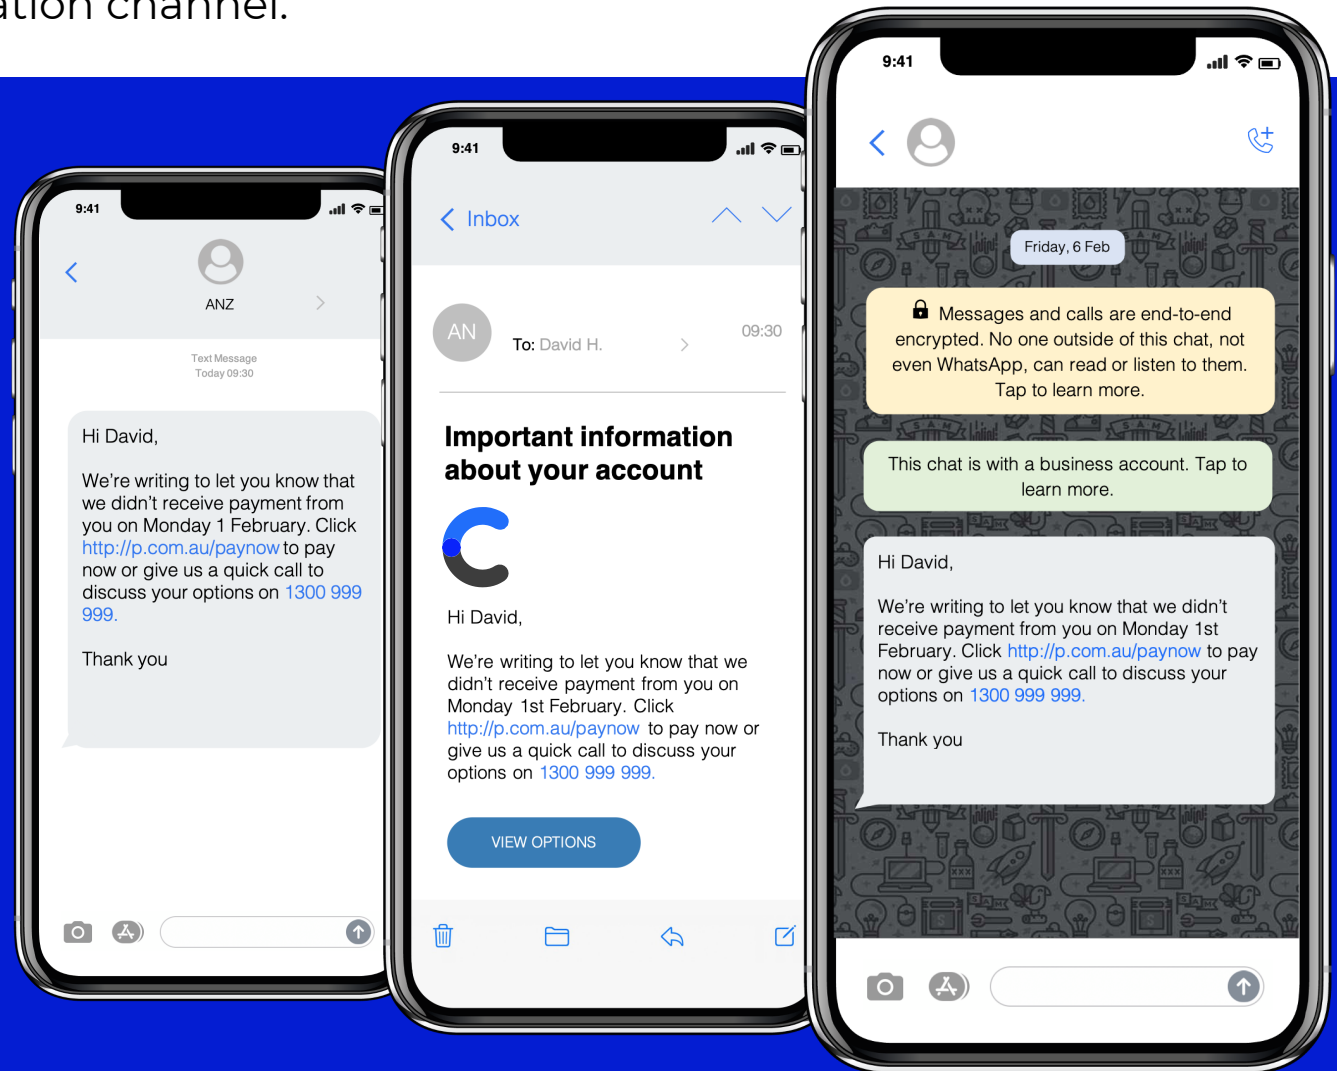 ation channel.
9:41
ANZ
Text Message
Today 09:30
Hi David,
We're writing to let you know that
we didn't receive payment from
you on Monday 1 February. Click
http://p.com.au/paynow to pay
now or give us a quick call to
discuss your options on 1300 999
999.
Thank you
9:41
Inbox
AN
To: David H.
09:30
Important information
about your account
Hi David,
We're writing to let you know that we
didn't receive payment from you on
Monday 1st February. Click
http://p.com.au/paynow to pay now or
give us a quick call to discuss your
options on 1300 999 999.
VIEW OPTIONS
9:41
Friday, 6 Feb
Messages and calls are end-to-end
encrypted. No one outside of this chat, not
even WhatsApp, can read or listen to them.
Tap to learn more.
This chat is with a business account. Tap to
learn more.
Hi David,
We're writing to let you know that we didn't
receive payment from you on Monday 1st
February. Click http://p.com.au/paynow to pay
now or give us a quick call to discuss your
options on 1300 999 999.
Thank you